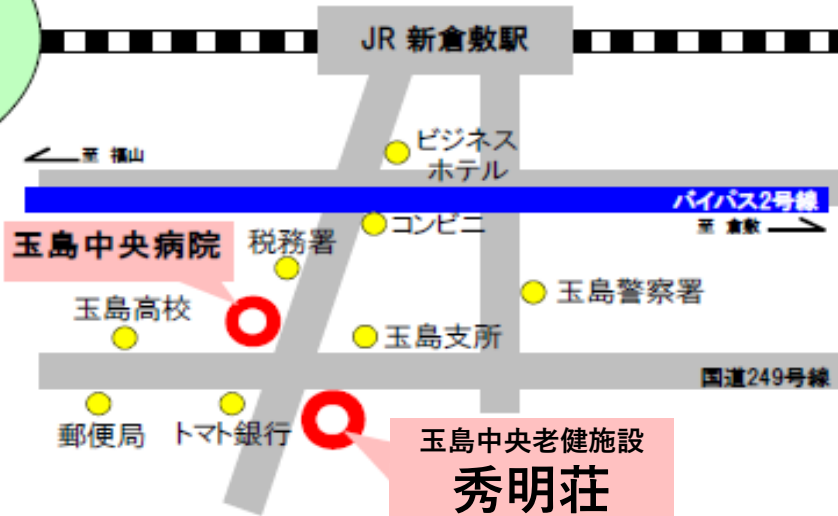 JR 新倉敷駅
ビジネス
ホテル
至 福山
バイパス2号線
至 倉敷
コンビニ
玉島中央病院
税務署
玉島警察署
玉島高校
玉島支所
国道249号線
郵便局
トマト銀行
玉島中央老健施設
秀明荘